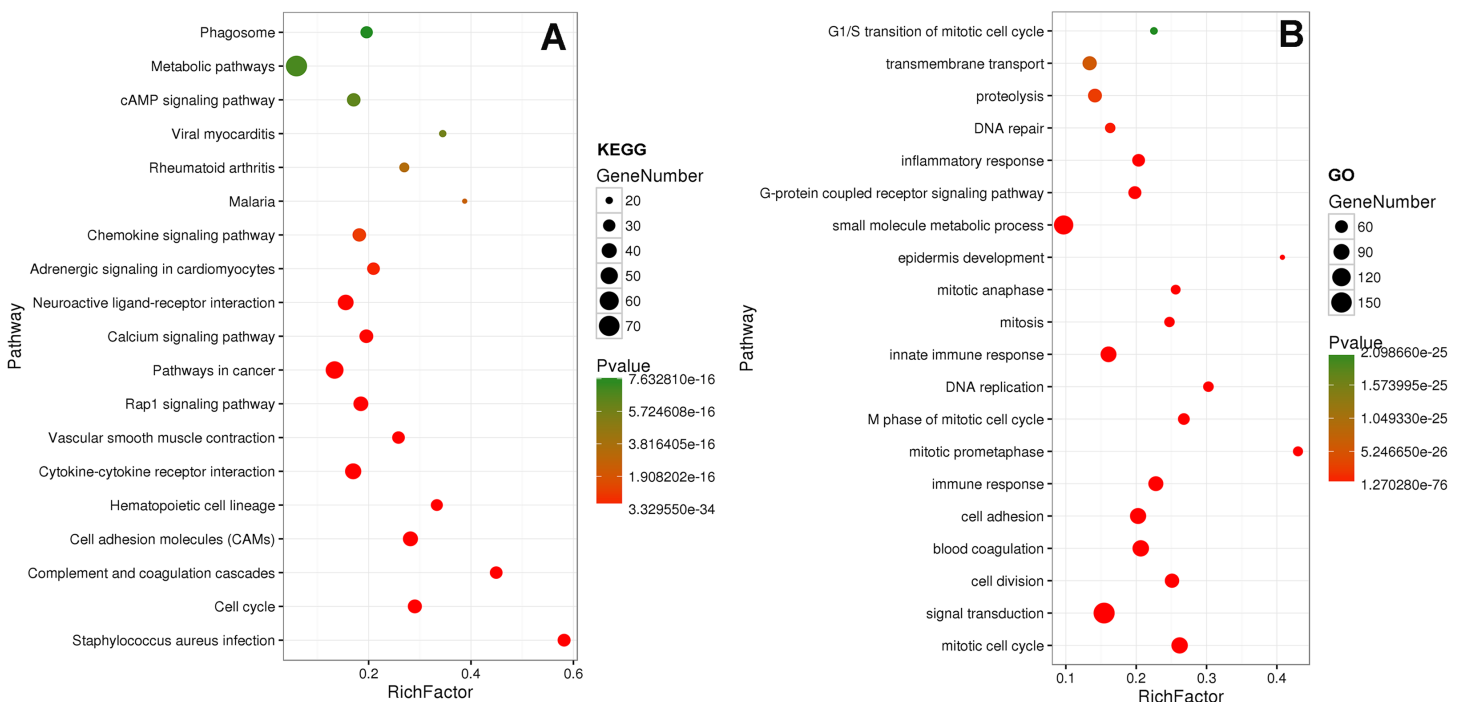 A
Phagosome
Metabolic pathways
cAMP signaling pathway
Viral myocarditis
Rheumatoid arthritis
Malaria
Chemokine signaling pathway
Adrenergic signaling in cardiomyocytes
Neuroactive ligand-receptor interaction
Calcium signaling pathway
Pathways in cancer
Rap1 signaling pathway
Vascular smooth muscle contraction
Cytokine-cytokine receptor interaction
Hematopoietic cell lineage
Cell adhesion molecules (CAMs)
Complement and coagulation cascades
Cell cycle
Staphylococcus aureus infection
Pathway
0.2 0.4 0.6
RichFactor
KEGG
GeneNumber
20
30
40
50
60
70
Pvalue
7.632810e-16
5.724608e-16
3.816405e-16
1.908202e-16
3.329550e-34
B
G1/S transition of mitotic cell cycle
transmembrane transport
proteolysis
DNA repair
inflammatory response
G-protein coupled receptor signaling pathway
small molecule metabolic process
epidermis development
mitotic anaphase
mitosis
innate immune response
DNA replication
M phase of mitotic cell cycle
mitotic prometaphase
immune response
cell adhesion
blood coagulation
cell division
signal transduction
mitotic cell cycle
Pathway
0.1 0.2 0.3 0.4
RichFactor
GO
GeneNumber
60
90
120
150
Pvalue
2.098660e-25
1.573995e-25
1.049330e-25
5.246650e-26
1.270280e-76